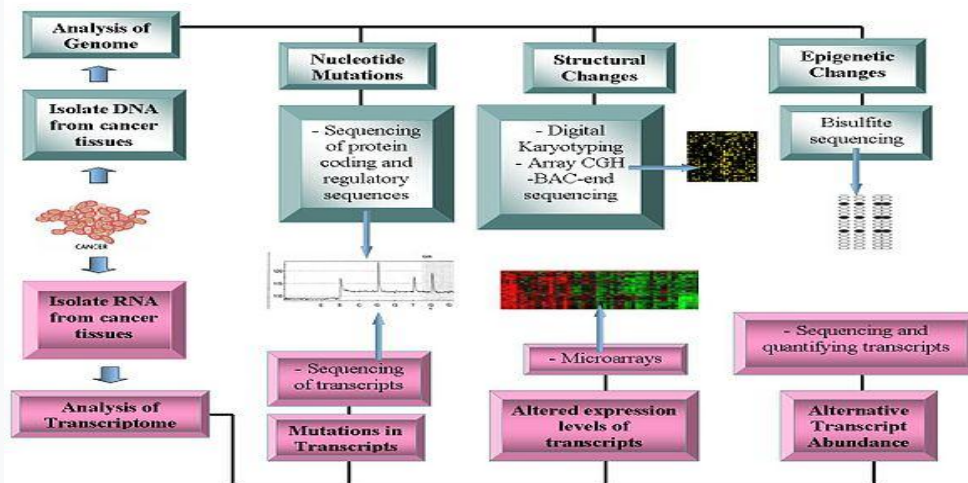 Analysis of
Genome
Isolate DNA
from cancer
tissues
CANCER
Isolate RNA
from cancer
tissues
Analysis of
Transcriptome
Nucleotide
Mutations
- Sequencing
of protein
coding and
regulatory
sequences
- Sequencing
of transcripts
Mutations in
Transcripts
Structural
Changes
- Digital
Karyotyping
- Array CGH
-BAC-end
sequencing
- Microarrays
Altered expression
levels of
transcripts
Epigenetic
Changes
Bisulfite
sequencing
- Sequencing and
quantifying transcripts
Alternative
Transcript
Abundance